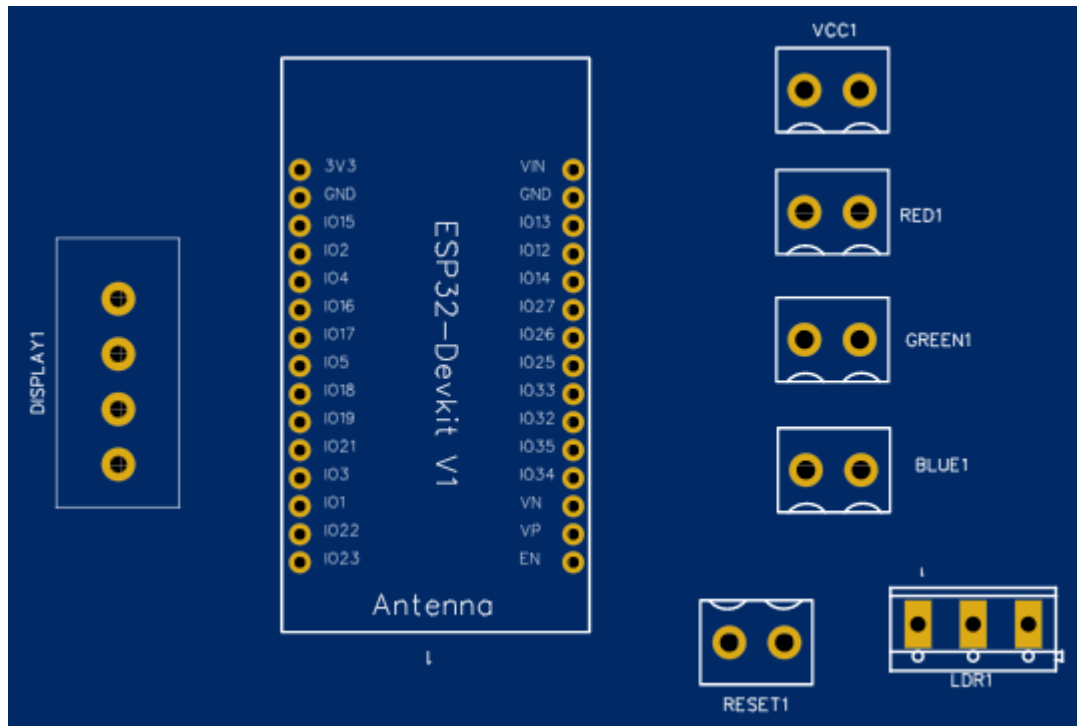 VCC1
3V3 VIN
GND GND
IO15 IO13
IO2 IO12
IO4 IO14
IO16 IO27
IO17 IO26
IO5 IO25
IO18 IO33
IO19 IO32
IO21 IO35
IO3 IO34
IO1 VN
IO22 VP
IO23 EN
ESP32-Devkit V1
Antenna
1
DISPLAY1
RED1
GREEN1
BLUE1
1
LDR1
RESET1